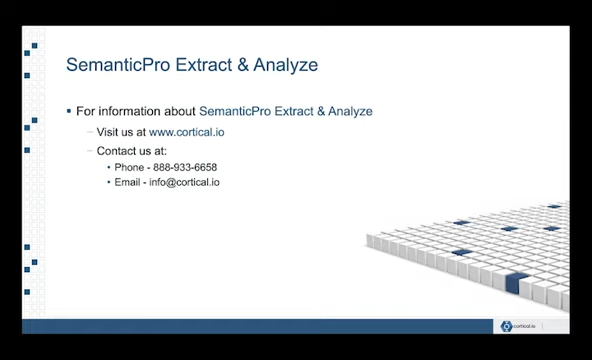 SemanticPro Extract & Analyze
▪ For information about SemanticPro Extract & Analyze
– Visit us at www.cortical.io
– Contact us at:
• Phone - 888-933-6658
• Email - info@cortical.io
cortical.io